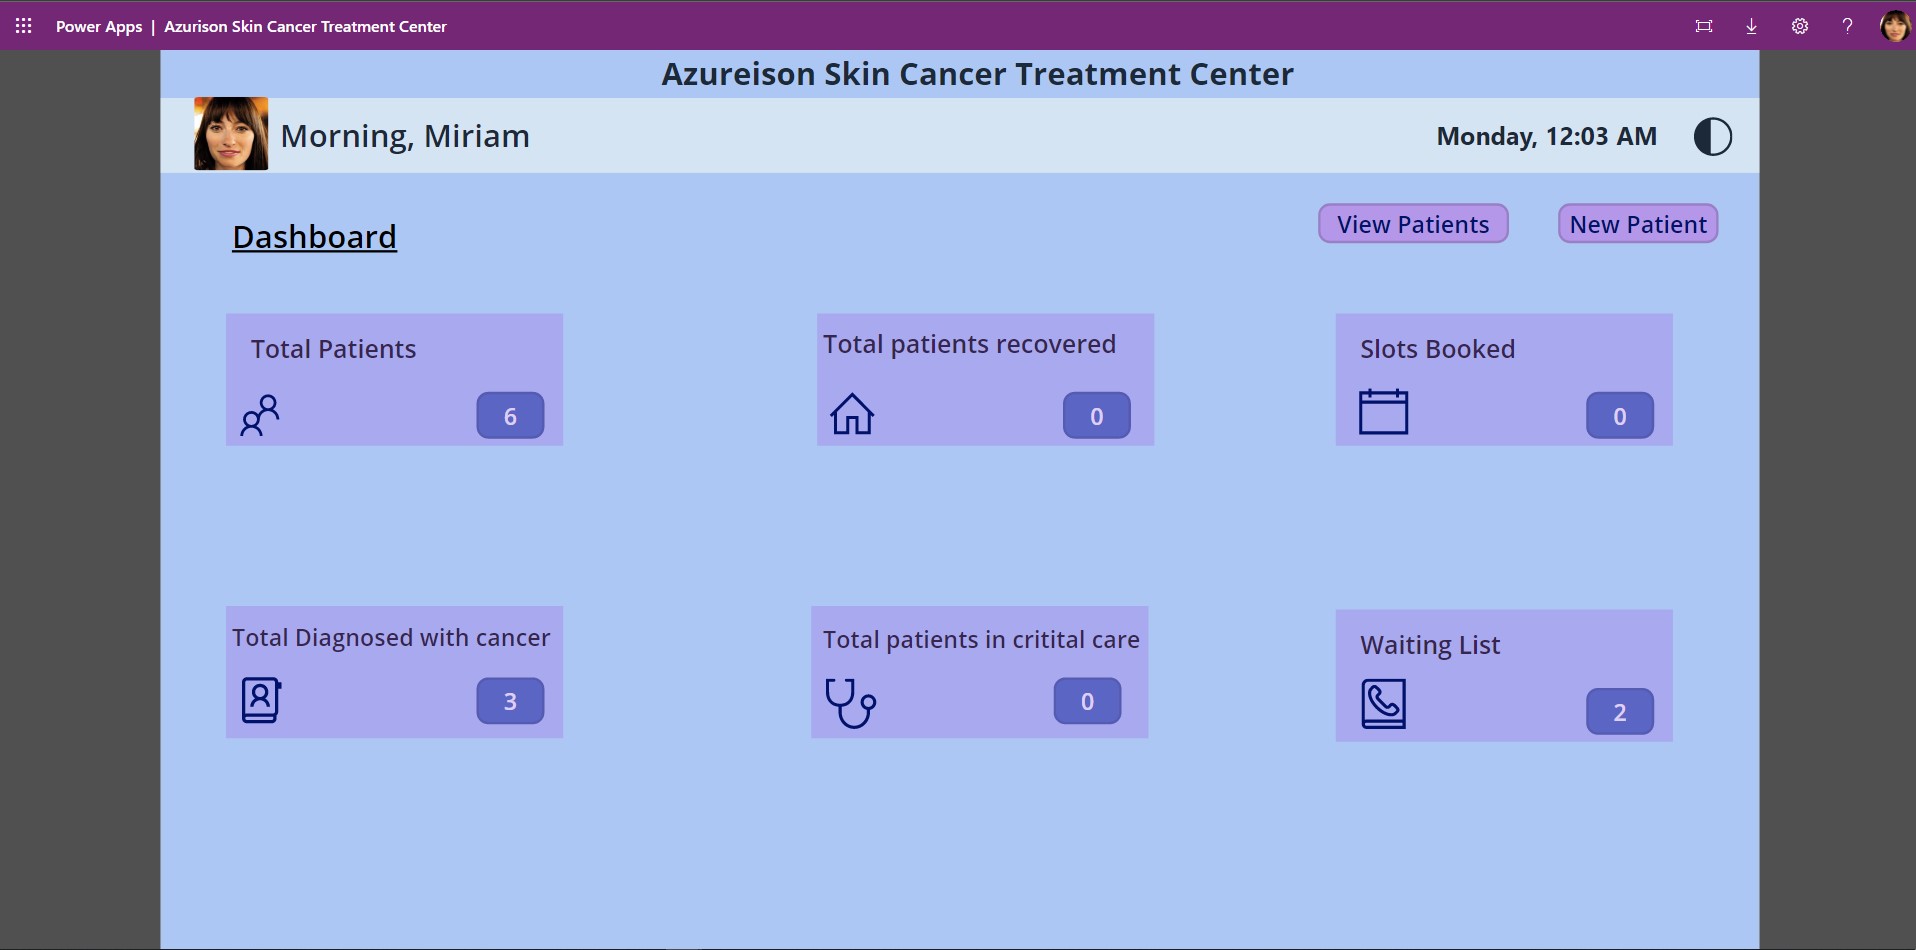 Power Apps | Azurison Skin Cancer Treatment Center
?
Azureison Skin Cancer Treatment Center
Morning, Miriam
Monday, 12:03 AM
Dashboard
View Patients
New Patient
Total Patients
6
Total patients recovered
0
Slots Booked
0
Total Diagnosed with cancer
3
Total patients in critital care
0
Waiting List
2